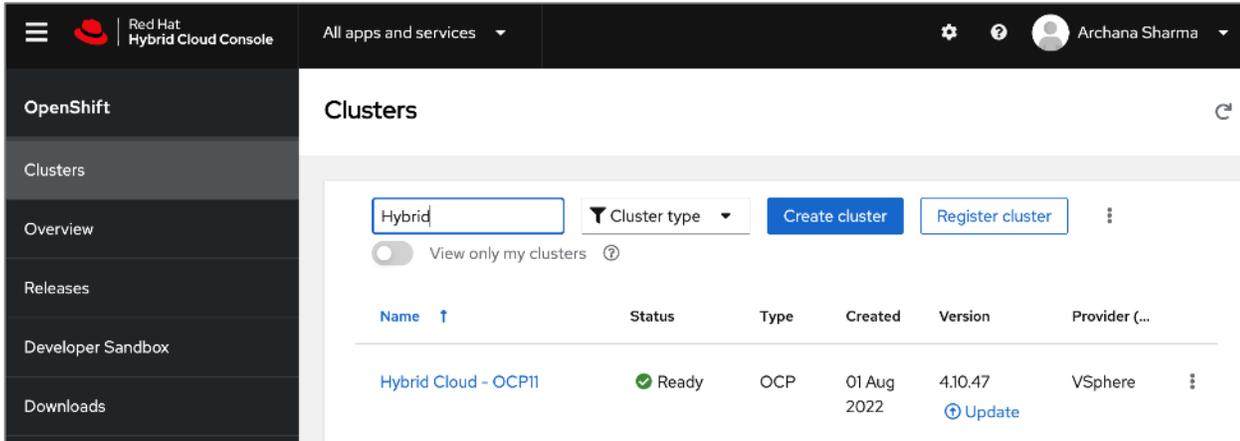 Red Hat
Hybrid Cloud Console
All apps and services
Archana Sharma
OpenShift
Clusters
Overview
Releases
Developer Sandbox
Downloads
Clusters
Hybrid
Cluster type
Create cluster
Register cluster
View only my clusters
Name Status Type Created Version Provider (...
Hybrid Cloud - OCP11 Ready OCP 01 Aug 4.10.47 VSphere
2022 Update